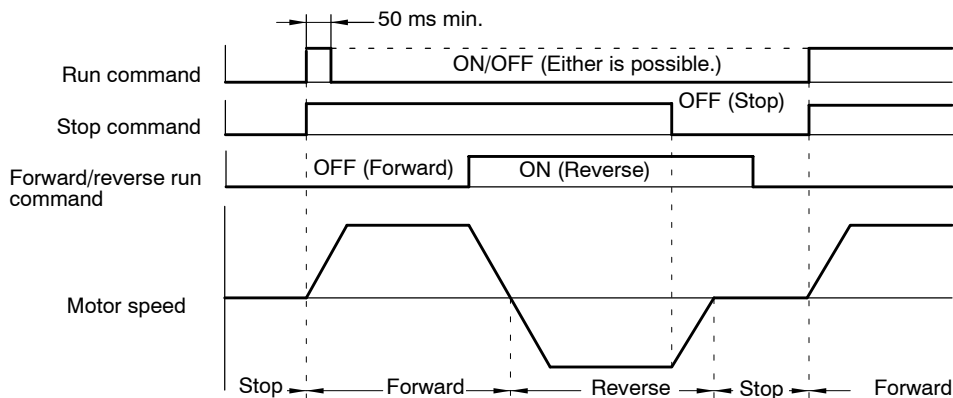 50 ms min.
Run command
ON/OFF (Either is possible.)
OFF (Stop)
Stop command
OFF (Forward)
ON (Reverse)
Forward/reverse run
command
Motor speed
Stop
Forward
Reverse
Stop
Forward